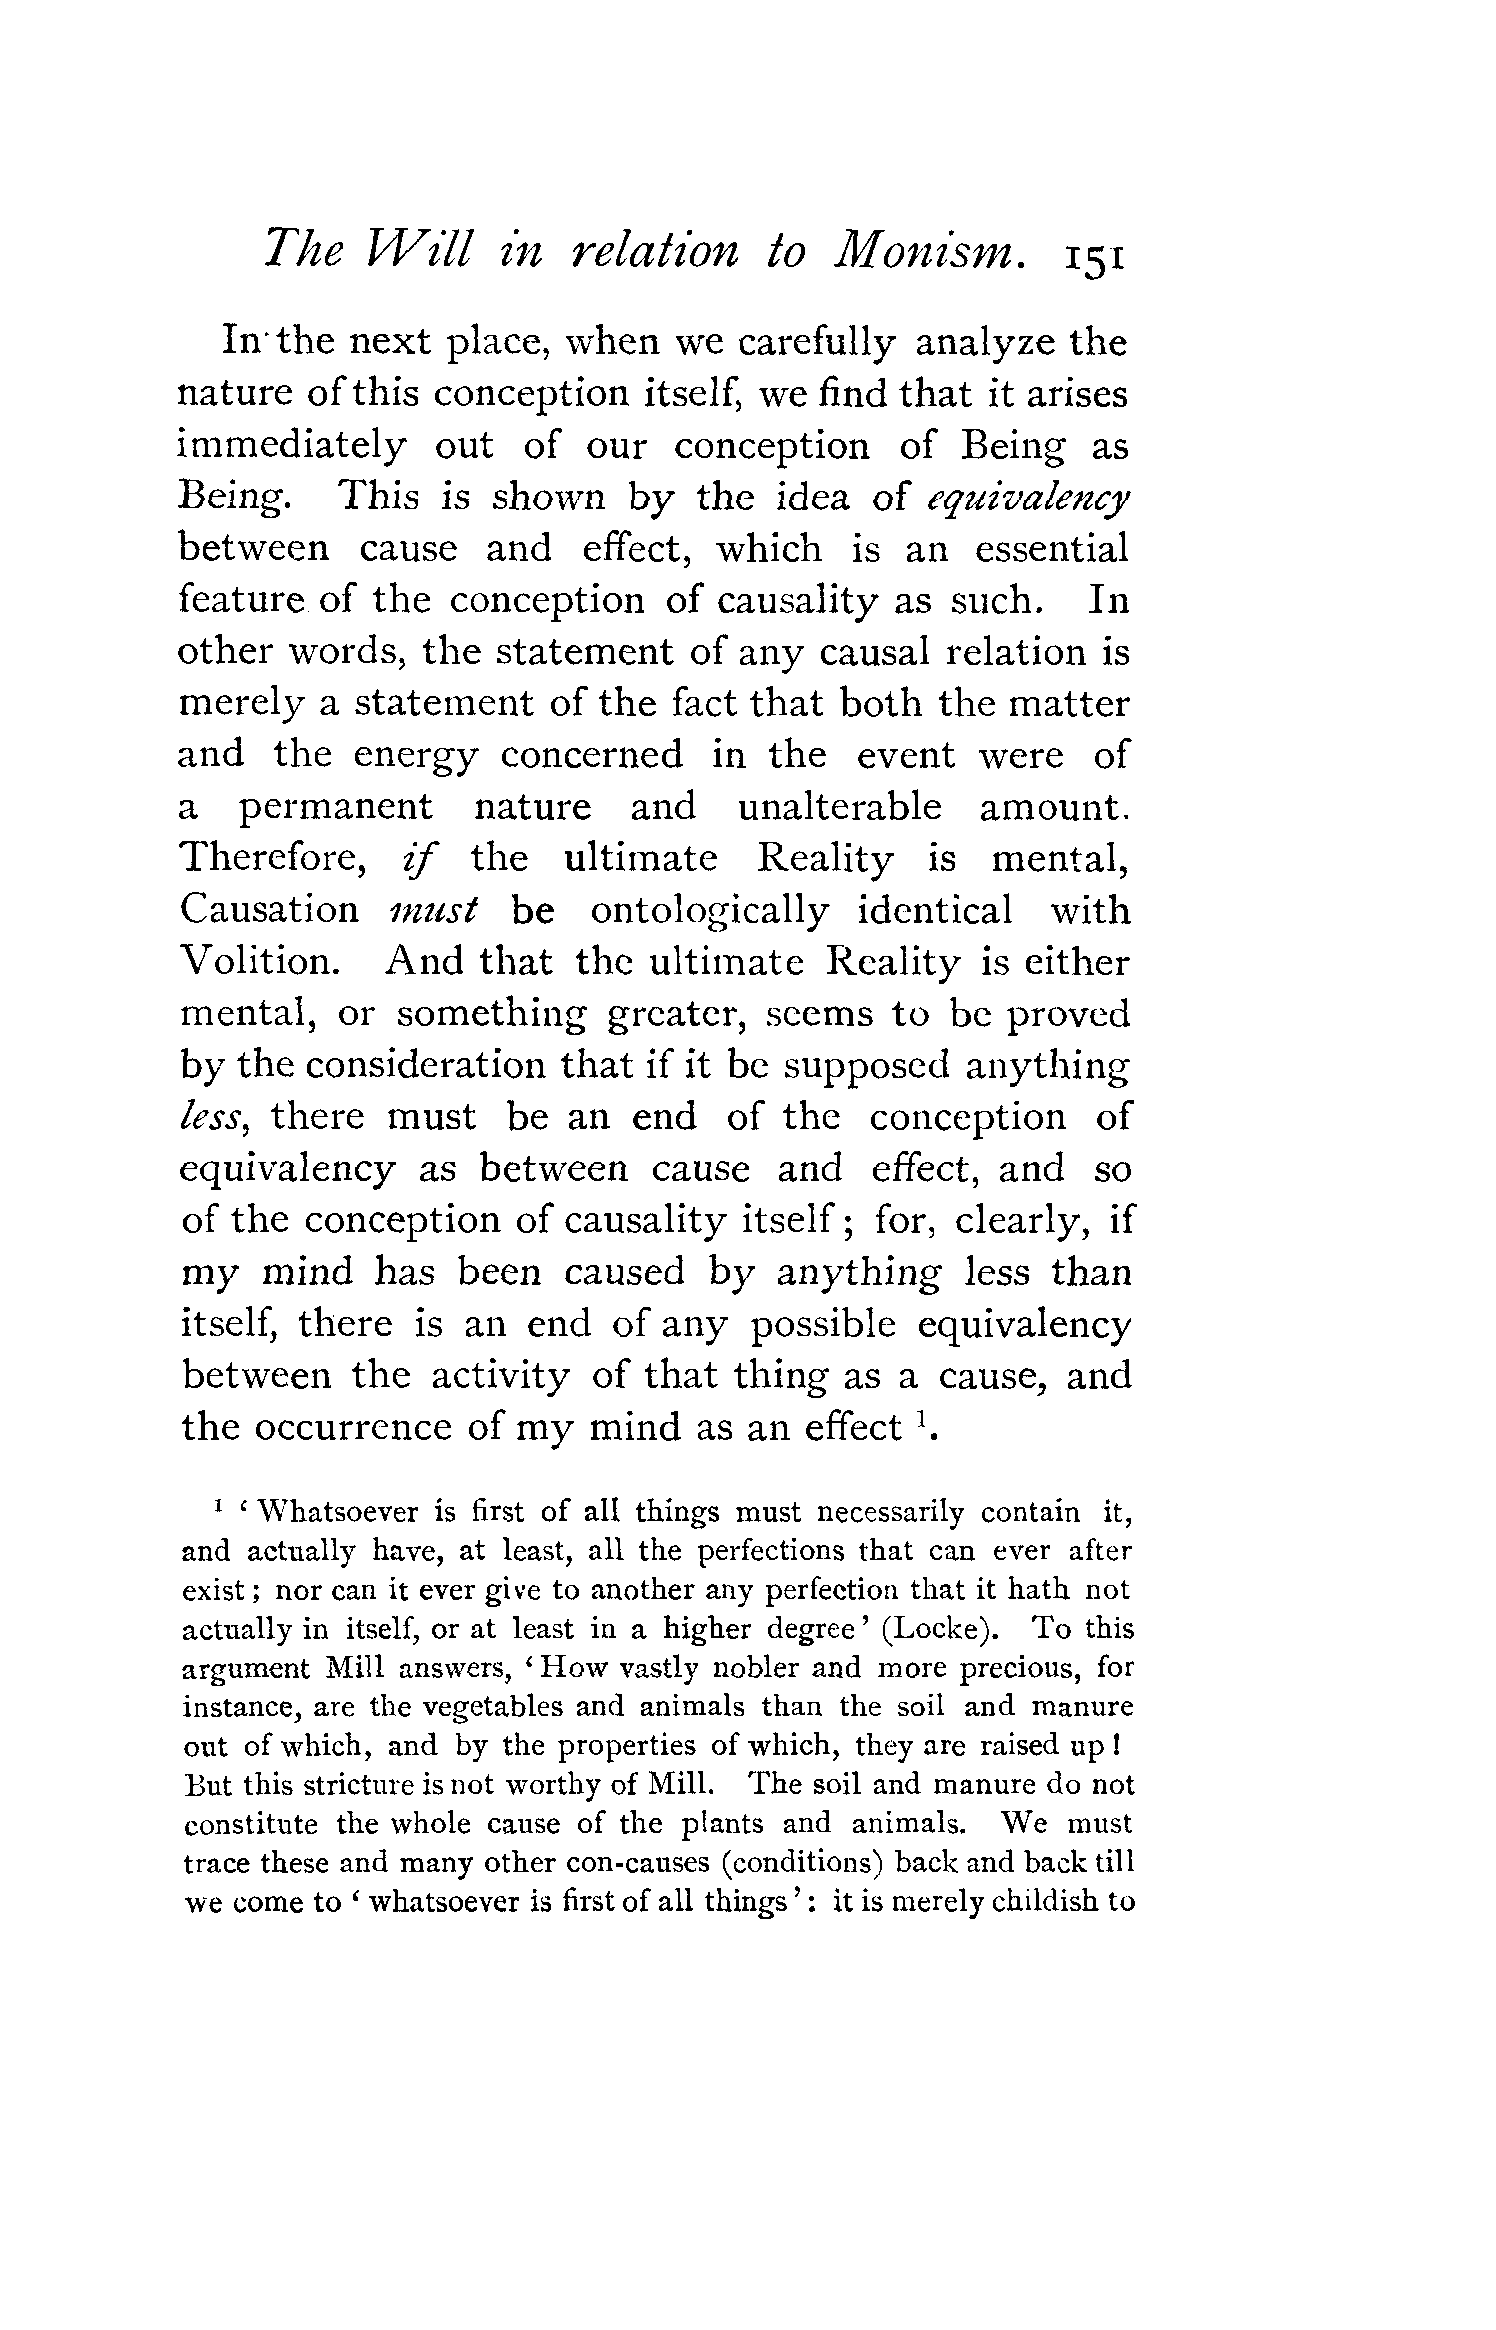 The Will in relation to Monism. 151
In the next place, when we carefully analyze the
nature of this conception itself, we find that it arises
immediately out of our conception of Being as
Being. This is shown by the idea of equivalency
between cause and effect, which is an essential
feature of the conception of causality as such. In
other words, the statement of any causal relation is
merely a statement of the fact that both the matter
and the energy concerned in the event were of
a permanent nature and unalterable amount.
Therefore, if the ultimate Reality is mental,
Causation must be ontologically identical with
Volition. And that the ultimate Reality is either
mental, or something greater, seems to be proved
by the consideration that if it be supposed anything
less, there must be an end of the conception of
equivalency as between cause and effect, and so
of the conception of causality itself; for, clearly, if
my mind has been caused by anything less than
itself, there is an end of any possible equivalency
between the activity of that thing as a cause, and
the occurrence of my mind as an effect ¹.
¹ ‘Whatsoever is first of all things must necessarily contain it,
and actually have, at least, all the perfections that can ever after
exist; nor can it ever give to another any perfection that it hath not
actually in itself, or at least in a higher degree’ (Locke). To this
argument Mill answers, ‘How vastly nobler and more precious, for
instance, are the vegetables and animals than the soil and manure
out of which, and by the properties of which, they are raised up!
But this stricture is not worthy of Mill. The soil and manure do not
constitute the whole cause of the plants and animals. We must
trace these and many other con-causes (conditions) back and back till
we come to ‘whatsoever is first of all things’: it is merely childish to